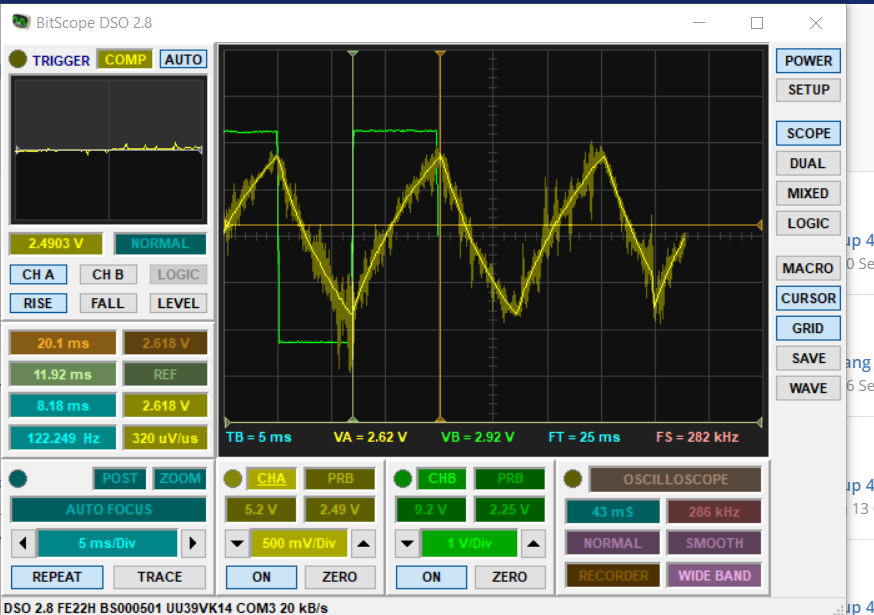 BitScope DSO 2.8
TRIGGER COMP AUTO
POWER
SETUP
SCOPE
DUAL
MIXED
LOGIC
MACRO
CURSOR
GRID
SAVE
WAVE
2.4903 V NORMAL
CH A CH B LOGIC
RISE FALL LEVEL
20.1 ms 2.618 V
11.92 ms REF
8.18 ms 2.618 V
122.249 Hz 320 uV/us
TB = 5 ms VA = 2.62 V VB = 2.92 V FT = 25 ms FS = 282 kHz
POST ZOOM
AUTO FOCUS
5 ms/Div
REPEAT TRACE
CHA PRB
5.2 V 2.49 V
500 mV/Div
ON ZERO
CHB PRB
9.2 V 2.25 V
1 V/Div
ON ZERO
OSCILLOSCOPE
43 mS 286 kHz
NORMAL SMOOTH
RECORDER WIDE BAND
DSO 2.8 FE22H BS000501 UU39VK14 COM3 20 kB/s
up 4
0 Se
ang
6 Se
up 4
13
up 4